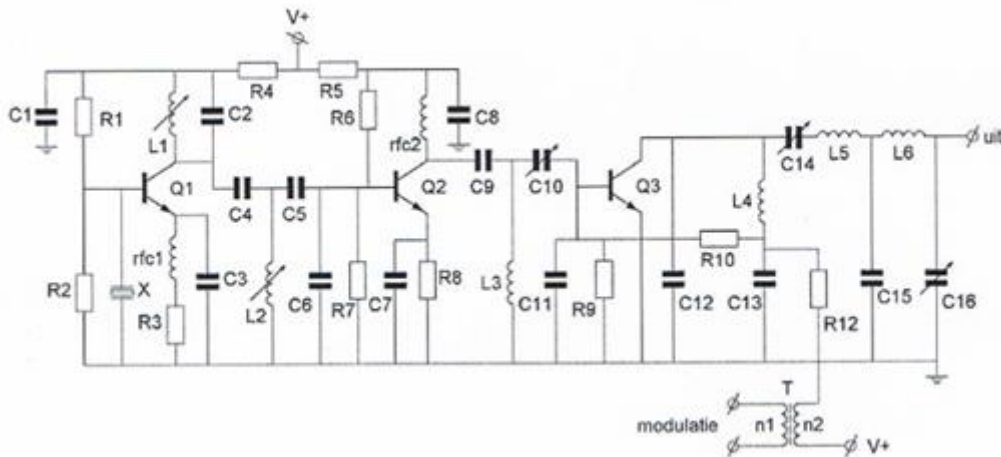 V+
R4
R5
C1
R1
L1
C2
R6
rfc2
C8
Q1
C4
C5
Q2
C9
C10
Q3
C14
L5
L6
uit
L4
rfc1
R2
X
R3
C3
L2
C6
R7
C7
R8
L3
C11
R9
R10
C12
C13
R12
C15
C16
T
modulatie
n1
n2
V+